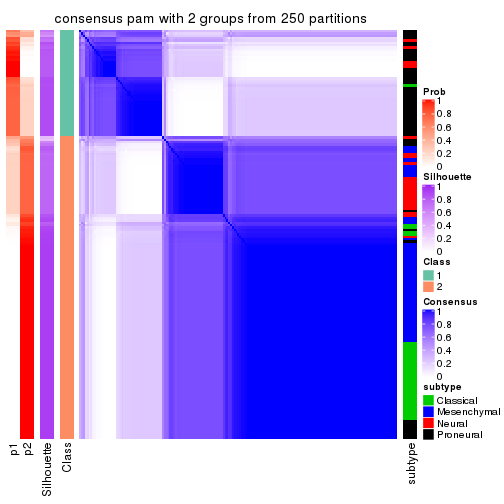 consensus pam with 2 groups from 250 partitions
Prob
1
0.8
0.6
0.4
0.2
0
Silhouette
1
0.8
0.6
0.4
0.2
0
Class
1
2
Consensus
1
0.8
0.6
0.4
0.2
0
subtype
Classical
Mesenchymal
Neural
Proneural
p1
p2
Silhouette
Class
subtype